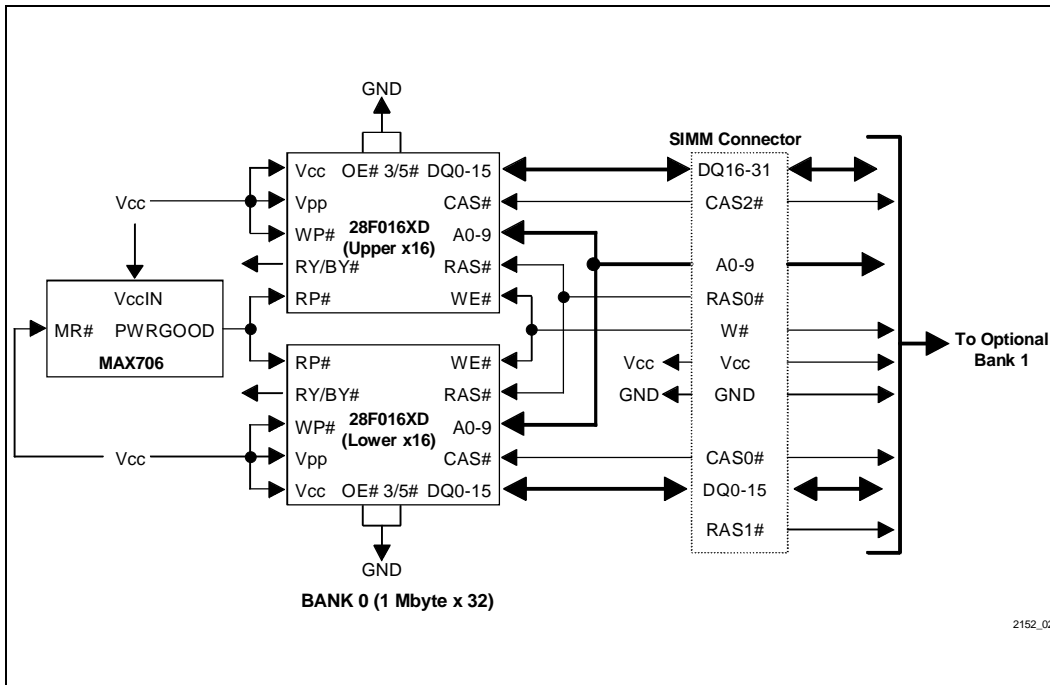 GND
SIMM Connector
Vcc OE# 3/5# DQ0-15
Vpp CAS#
28F016XD
(Upper x16)
WP# A0-9
RY/BY# RAS#
RP# WE#
Vcc
VccIN
MR# PWRGOOD
MAX706
RP# WE#
RY/BY# RAS#
28F016XD
(Lower x16)
WP# A0-9
Vpp CAS#
Vcc OE# 3/5# DQ0-15
Vcc
GND
DQ16-31
CAS2#
A0-9
RAS0#
W#
Vcc Vcc
GND GND
CAS0#
DQ0-15
RAS1#
To Optional
Bank 1
BANK 0 (1 Mbyte x 32)
2152_02